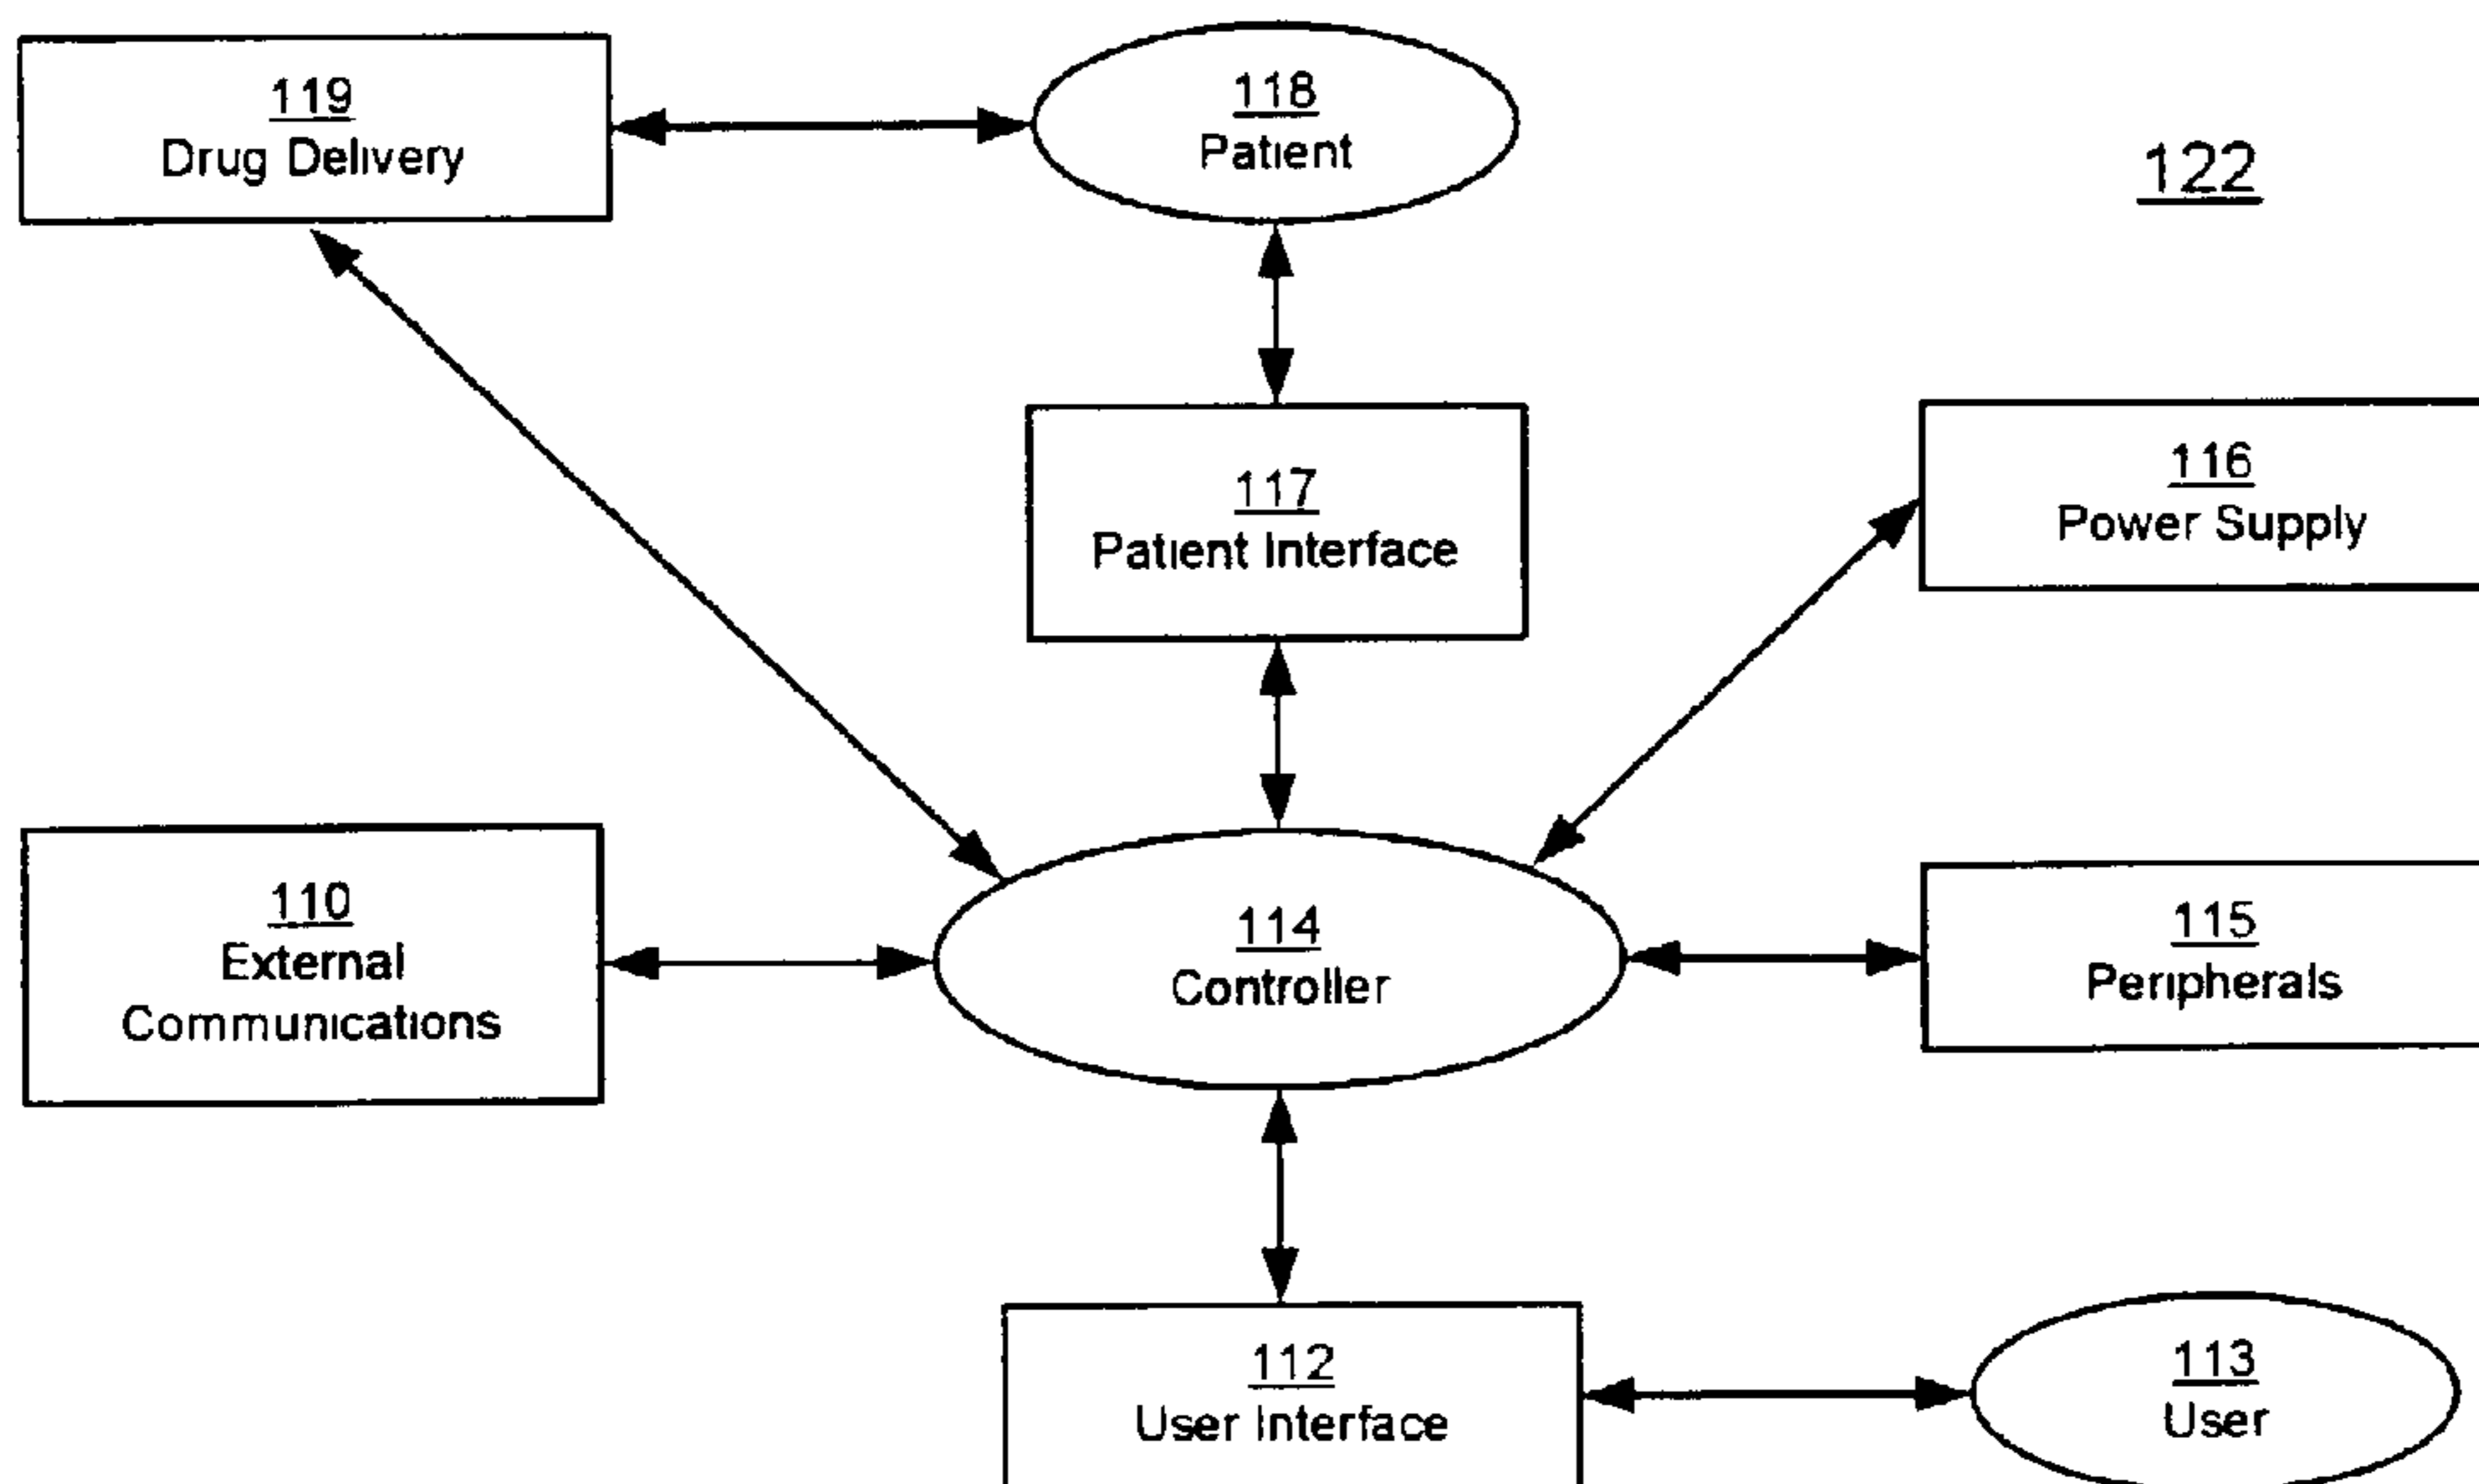 119
Drug Delivery
118
Patient
122
117
Patient Interface
116
Power Supply
110
External
Communications
114
Controller
115
Peripherals
112
User Interface
113
User